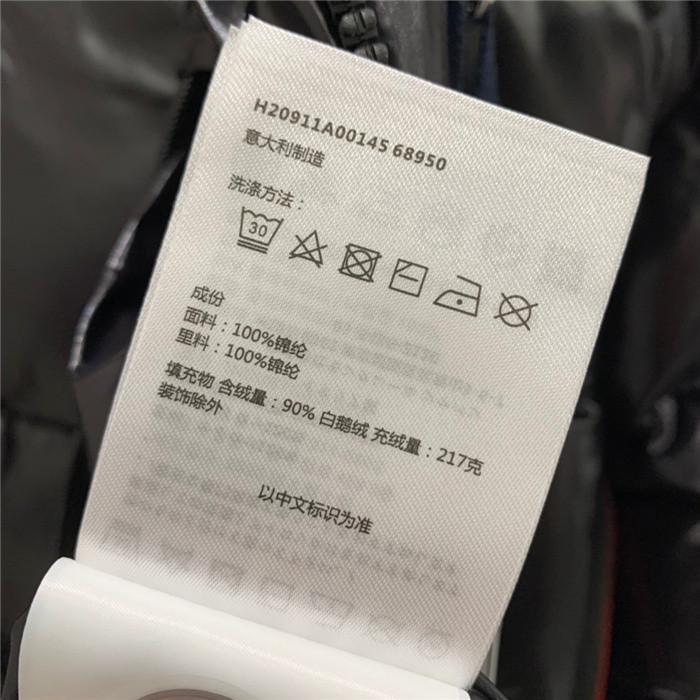 H20911A00145 68950
意大利制造
洗涤方法：
30
成份
面料：100%锦纶
里料：100%锦纶
填充物 含绒量：90% 白鹅绒 充绒量：217克
装饰除外
以中文标识为准